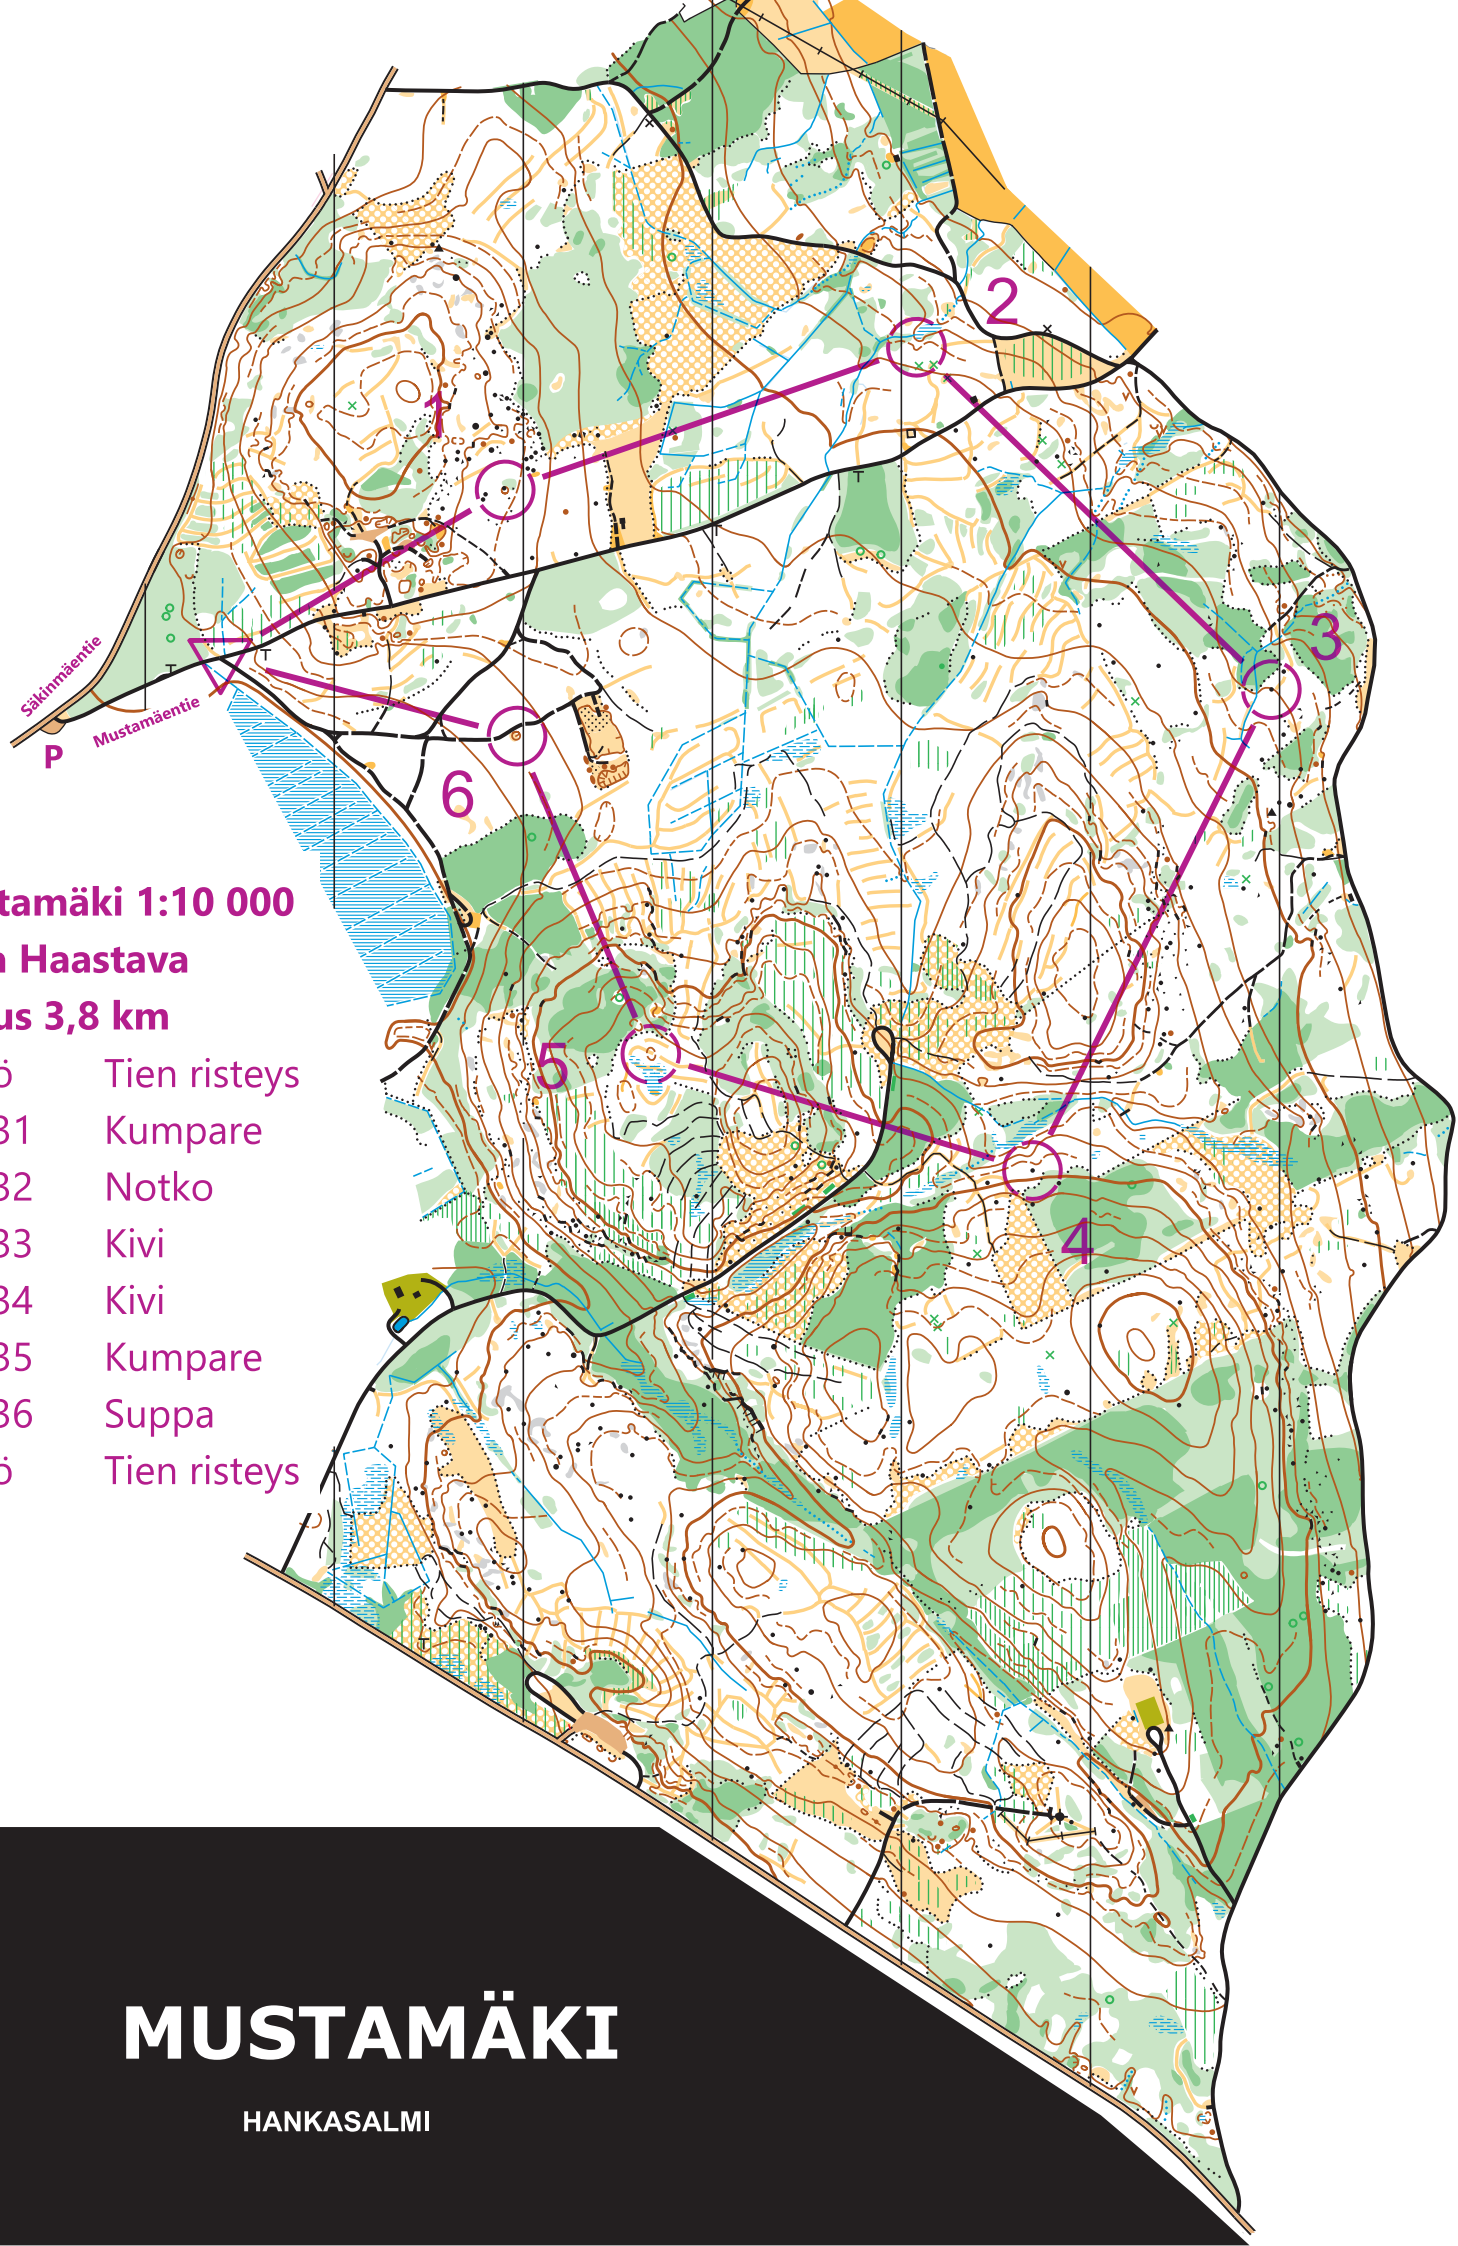 1
2
3
4
5
6
Säkinmäentie
Mustamäentie
P
tamäki 1:10 000
Haastava
us 3,8 km
ö Tien risteys
31 Kumpare
32 Notko
33 Kivi
34 Kivi
35 Kumpare
36 Suppa
ö Tien risteys
MUSTAMÄKI
HANKASALMI